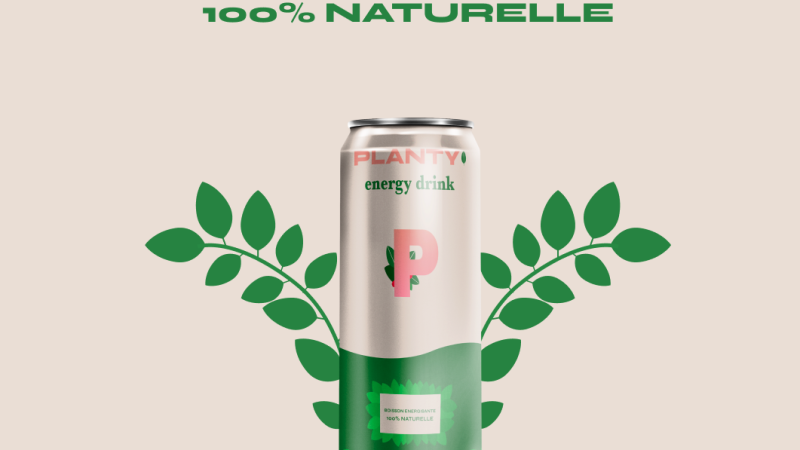 100% NATURELLE
PLANTY
energy drink
P
BOISSON ÉNERGISANTE
100% NATURELLE